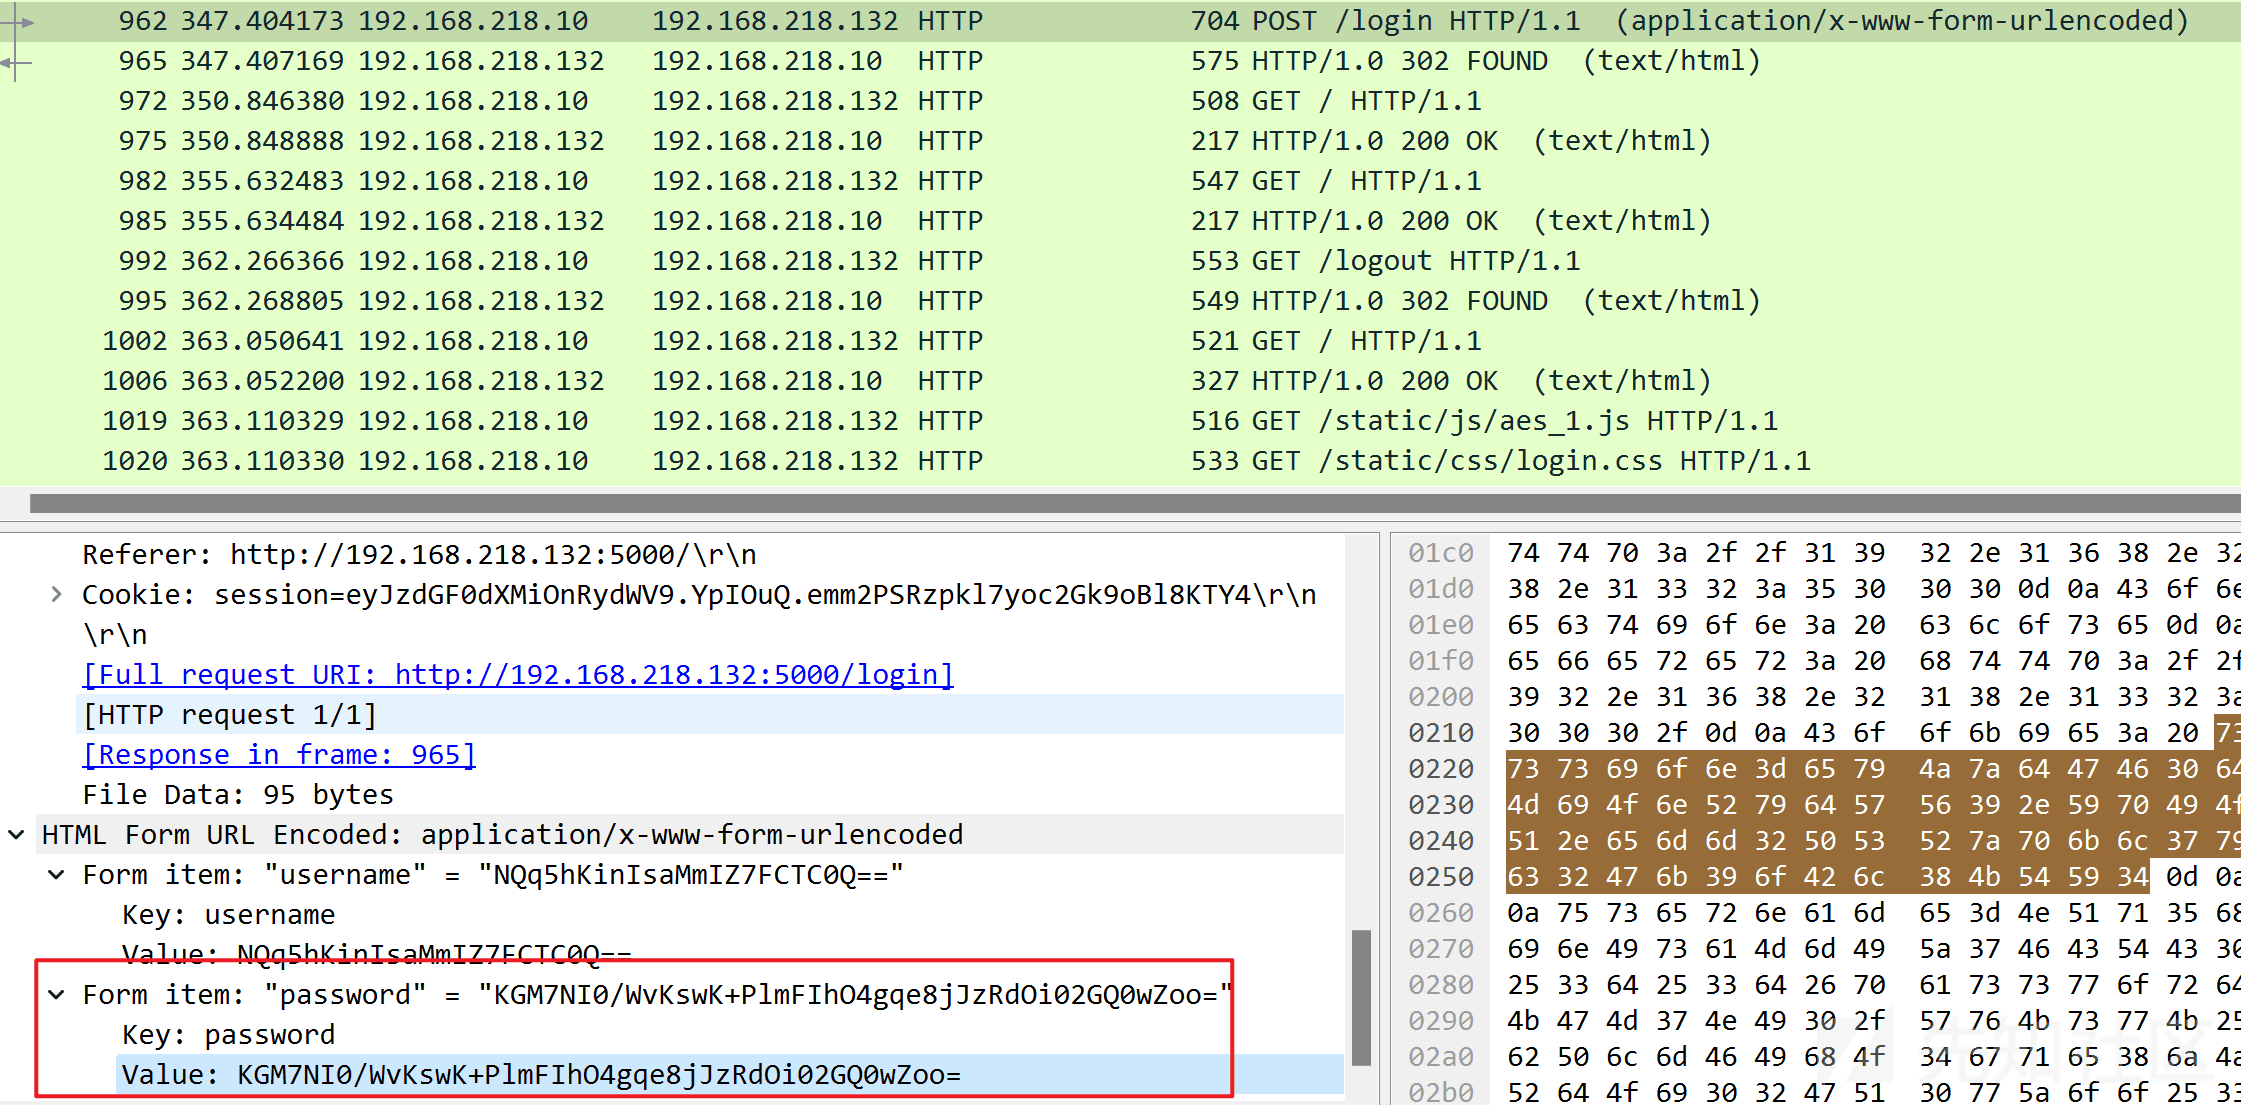 962 347.404173 192.168.218.10 192.168.218.132 HTTP 704 POST /login HTTP/1.1 (application/x-www-form-urlencoded)
965 347.407169 192.168.218.132 192.168.218.10 HTTP 575 HTTP/1.0 302 FOUND (text/html)
972 350.846380 192.168.218.10 192.168.218.132 HTTP 508 GET / HTTP/1.1
975 350.848888 192.168.218.132 192.168.218.10 HTTP 217 HTTP/1.0 200 OK (text/html)
982 355.632483 192.168.218.10 192.168.218.132 HTTP 547 GET / HTTP/1.1
985 355.634484 192.168.218.132 192.168.218.10 HTTP 217 HTTP/1.0 200 OK (text/html)
992 362.266366 192.168.218.10 192.168.218.132 HTTP 553 GET /logout HTTP/1.1
995 362.268805 192.168.218.132 192.168.218.10 HTTP 549 HTTP/1.0 302 FOUND (text/html)
1002 363.050641 192.168.218.10 192.168.218.132 HTTP 521 GET / HTTP/1.1
1006 363.052200 192.168.218.132 192.168.218.10 HTTP 327 HTTP/1.0 200 OK (text/html)
1019 363.110329 192.168.218.10 192.168.218.132 HTTP 516 GET /static/js/aes_1.js HTTP/1.1
1020 363.110330 192.168.218.10 192.168.218.132 HTTP 533 GET /static/css/login.css HTTP/1.1
Referer: http://192.168.218.132:5000/\r\n
Cookie: session=eyJzdGF0dXMiOnRydWV9.YpIOuQ.emm2PSRzpkl7yoc2Gk9oBl8KTY4\r\n
\r\n
[Full request URI: http://192.168.218.132:5000/login]
[HTTP request 1/1]
[Response in frame: 965]
File Data: 95 bytes
HTML Form URL Encoded: application/x-www-form-urlencoded
Form item: "username" = "NQq5hKinIsaMmIZ7FCTC0Q=="
Key: username
Value: NQq5hKinIsaMmIZ7FCTC0Q==
Form item: "password" = "KGM7NI0/WvKswK+PlmFIhO4gqe8jJzRdOi02GQ0wZoo="
Key: password
Value: KGM7NI0/WvKswK+PlmFIhO4gqe8jJzRdOi02GQ0wZoo=
01c0 74 74 70 3a 2f 2f 31 39 32 2e 31 36 38 2e 32
01d0 38 2e 31 33 32 3a 35 30 30 30 0d 0a 43 6f 6e
01e0 65 63 74 69 6f 6e 3a 20 63 6c 6f 73 65 0d 0a
01f0 65 66 65 72 65 72 3a 20 68 74 74 70 3a 2f 2f
0200 39 32 2e 31 36 38 2e 32 31 38 2e 31 33 32 3a
0210 30 30 30 2f 0d 0a 43 6f 6f 6b 69 65 3a 20 73
0220 73 73 69 6f 6e 3d 65 79 4a 7a 64 47 46 30 64
0230 4d 69 4f 6e 52 79 64 57 56 39 2e 59 70 49 4f
0240 51 2e 65 6d 6d 32 50 53 52 7a 70 6b 6c 37 79
0250 63 32 47 6b 39 6f 42 6c 38 4b 54 59 34 0d 0a
0260 0a 75 73 65 72 6e 61 6d 65 3d 4e 51 71 35 68
0270 69 6e 49 73 61 4d 6d 49 5a 37 46 43 54 43 30
0280 25 33 64 25 33 64 26 70 61 73 73 77 6f 72 64
0290 4b 47 4d 37 4e 49 30 2f 57 76 4b 73 77 4b 25
02a0 62 50 6c 6d 46 49 68 4f 34 67 71 65 38 6a 4a
02b0 52 64 4f 69 30 32 47 51 30 77 5a 6f 6f 25 33
先知社区